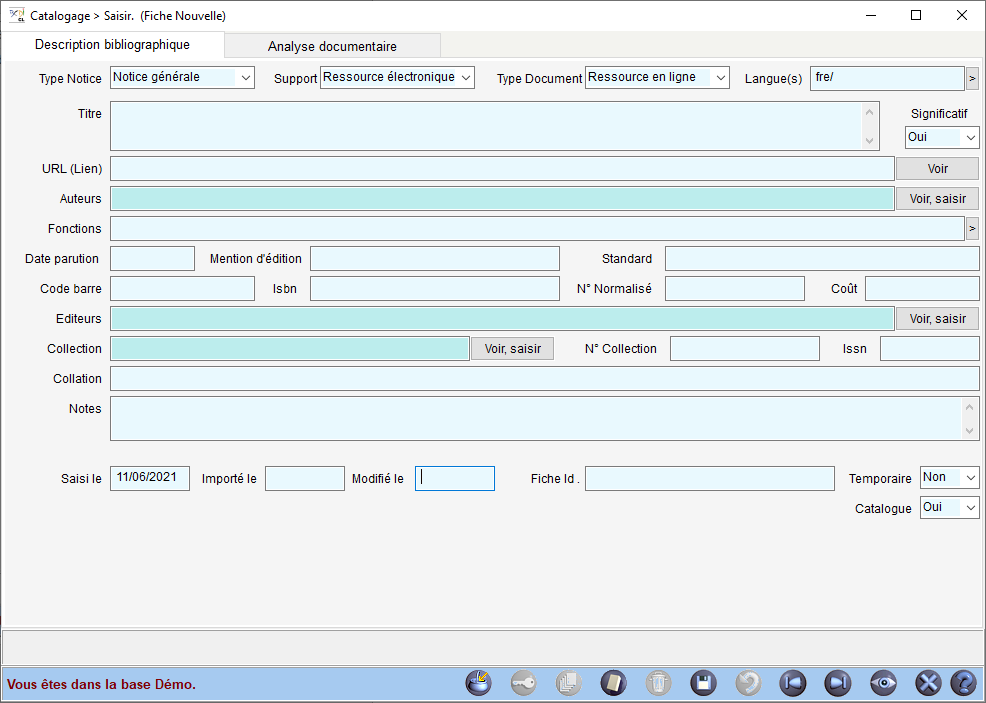 Catalogage > Saisir.  (Fiche Nouvelle)
Description bibliographique Analyse documentaire
Type Notice Notice générale Support Ressource électronique Type Document Ressource en ligne Langue(s) fre/ >
Titre Significatif
Oui
URL (Lien) Voir
Auteurs Voir, saisir
Fonctions >
Date parution Mention d'édition Standard
Code barre Isbn N° Normalisé Coût
Editeurs Voir, saisir
Collection Voir, saisir N° Collection Issn
Collation
Notes
Saisi le 11/06/2021 Importé le Modifié le Fiche Id . Temporaire Non
Catalogue Oui
Vous êtes dans la base Démo.